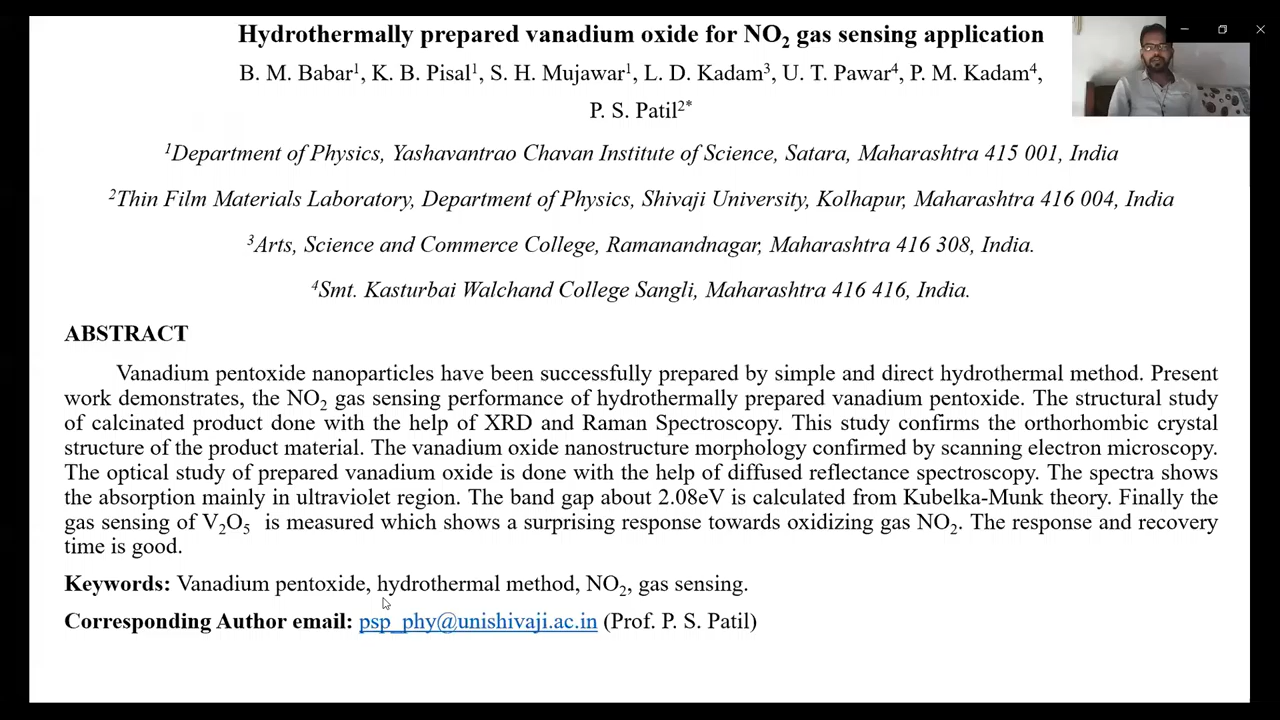 Hydrothermally prepared vanadium oxide for NO₂ gas sensing application
B. M. Babar¹, K. B. Pisal¹, S. H. Mujawar¹, L. D. Kadam³, U. T. Pawar⁴, P. M. Kadam⁴,
P. S. Patil²*
¹Department of Physics, Yashavantrao Chavan Institute of Science, Satara, Maharashtra 415 001, India
²Thin Film Materials Laboratory, Department of Physics, Shivaji University, Kolhapur, Maharashtra 416 004, India
³Arts, Science and Commerce College, Ramanandnagar, Maharashtra 416 308, India.
⁴Smt. Kasturbai Walchand College Sangli, Maharashtra 416 416, India.
ABSTRACT
Vanadium pentoxide nanoparticles have been successfully prepared by simple and direct hydrothermal method. Present
work demonstrates, the NO₂ gas sensing performance of hydrothermally prepared vanadium pentoxide. The structural study
of calcinated product done with the help of XRD and Raman Spectroscopy. This study confirms the orthorhombic crystal
structure of the product material. The vanadium oxide nanostructure morphology confirmed by scanning electron microscopy.
The optical study of prepared vanadium oxide is done with the help of diffused reflectance spectroscopy. The spectra shows
the absorption mainly in ultraviolet region. The band gap about 2.08eV is calculated from Kubelka-Munk theory. Finally the
gas sensing of V₂O₅ is measured which shows a surprising response towards oxidizing gas NO₂. The response and recovery
time is good.
Keywords: Vanadium pentoxide, hydrothermal method, NO₂, gas sensing.
Corresponding Author email: psp_phy@unishivaji.ac.in (Prof. P. S. Patil)